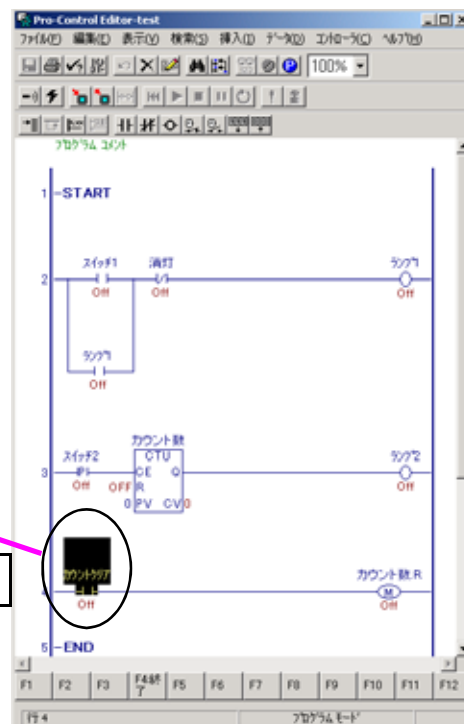 Pro-Control Editor-test
ファイル(F) 編集(E) 表示(V) 検索(S) 挿入(I) データ(D) コントローラ(C) ヘルプ(H)
100%
プログラム コメント
1 START
スイッチ1 消灯 ランプ1
2
Off Off Off
ランプ1
Off
カウント数
スイッチ2 CTU ランプ2
3 P CE Q
Off OFF R Off
0 PV CV 0
カウントクリア カウント数.R
4 M
Off Off
5 END
F1 F2 F3 F4終了 F5 F6 F7 F8 F9 F10 F11 F12
行 4 プログラム モード